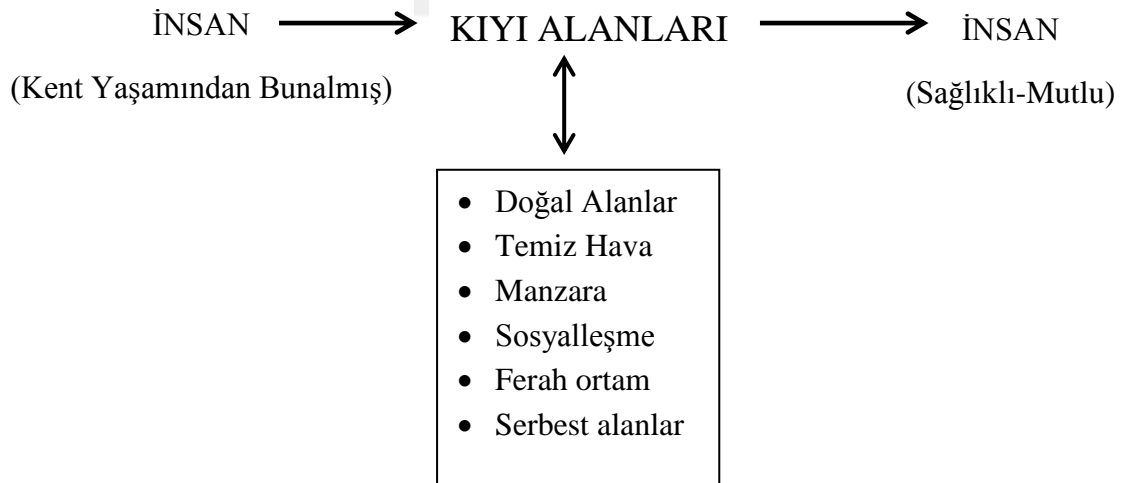 İNSAN KIYI ALANLARI İNSAN
(Kent Yaşamından Bunalmış) (Sağlıklı-Mutlu)
• Doğal Alanlar
• Temiz Hava
• Manzara
• Sosyalleşme
• Ferah ortam
• Serbest alanlar